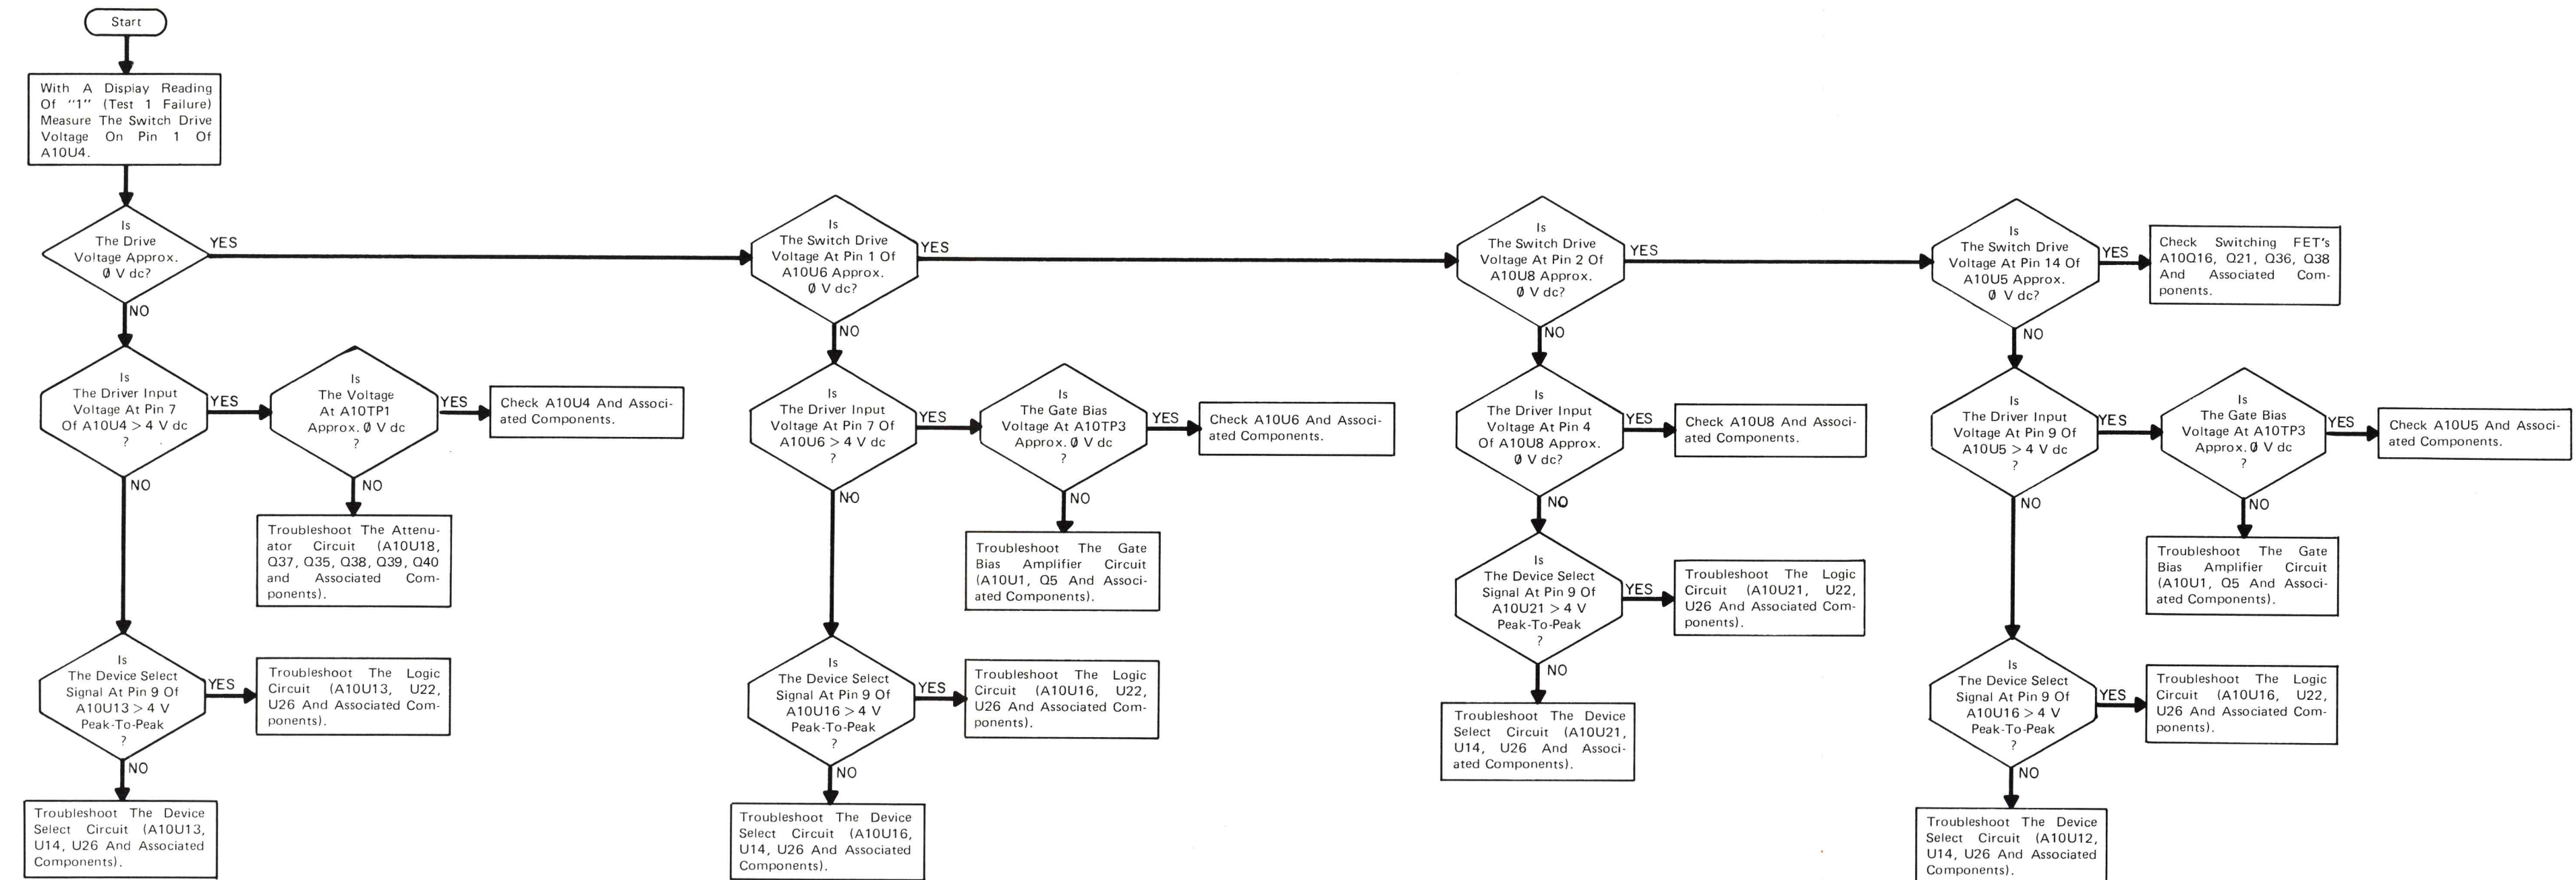 Start
With A Display Reading
Of "1" (Test 1 Failure)
Measure The Switch Drive
Voltage On Pin 1 Of
A10U4.
Is
The Drive
Voltage Approx.
0 V dc?
YES
NO
Is
The Driver Input
Voltage At Pin 7
Of A10U4 > 4 V dc
?
YES
NO
Is
The Voltage
At A10TP1
Approx. 0 V dc
?
YES
NO
Check A10U4 And Associ-
ated Components.
Troubleshoot The Attenu-
ator Circuit (A10U18,
Q37, Q35, Q38, Q39, Q40
and Associated Com-
ponents).
Is
The Device Select
Signal At Pin 9 Of
A10U13 > 4 V
Peak-To-Peak
?
YES
NO
Troubleshoot The Logic
Circuit (A10U13, U22,
U26 And Associated Com-
ponents).
Troubleshoot The Device
Select Circuit (A10U13,
U14, U26 And Associated
Components).
Is
The Switch Drive
Voltage At Pin 1 Of
A10U6 Approx.
0 V dc?
YES
NO
Is
The Driver Input
Voltage At Pin 7 Of
A10U6 > 4 V dc
?
YES
NO
Is
The Gate Bias
Voltage At A10TP3
Approx. 0 V dc
?
YES
NO
Check A10U6 And Associ-
ated Components.
Troubleshoot The Gate
Bias Amplifier Circuit
(A10U1, Q5 And Associ-
ated Components).
Is
The Device Select
Signal At Pin 9 Of
A10U16 > 4 V
Peak-To-Peak
?
YES
NO
Troubleshoot The Logic
Circuit (A10U16, U22,
U26 And Associated Com-
ponents).
Troubleshoot The Device
Select Circuit (A10U16,
U14, U26 And Associated
Components).
Is
The Switch Drive
Voltage At Pin 2 Of
A10U8 Approx.
0 V dc?
YES
NO
Is
The Driver Input
Voltage At Pin 4
Of A10U8 Approx.
0 V dc?
YES
NO
Check A10U8 And Associ-
ated Components.
Is
The Device Select
Signal At Pin 9 Of
A10U21 > 4 V
Peak-To-Peak
?
YES
NO
Troubleshoot The Logic
Circuit (A10U21, U22,
U26 And Associated Com-
ponents).
Troubleshoot The Device
Select Circuit (A10U21,
U14, U26 And Associ-
ated Components).
Is
The Switch Drive
Voltage At Pin 14 Of
A10U5 Approx.
0 V dc?
YES
NO
Check Switching FET's
A10Q16, Q21, Q36, Q38
And Associated Com-
ponents.
Is
The Driver Input
Voltage At Pin 9 Of
A10U5 > 4 V dc
?
YES
NO
Is
The Gate Bias
Voltage At A10TP3
Approx. 0 V dc
?
YES
NO
Check A10U5 And Associ-
ated Components.
Troubleshoot The Gate
Bias Amplifier Circuit
(A10U1, Q5 And Associ-
ated Components).
Is
The Device Select
Signal At Pin 9 Of
A10U16 > 4 V
Peak-To-Peak
?
YES
NO
Troubleshoot The Logic
Circuit (A10U16, U22,
U26 And Associated Com-
ponents).
Troubleshoot The Device
Select Circuit (A10U12,
U14, U26 And Associated
Components).